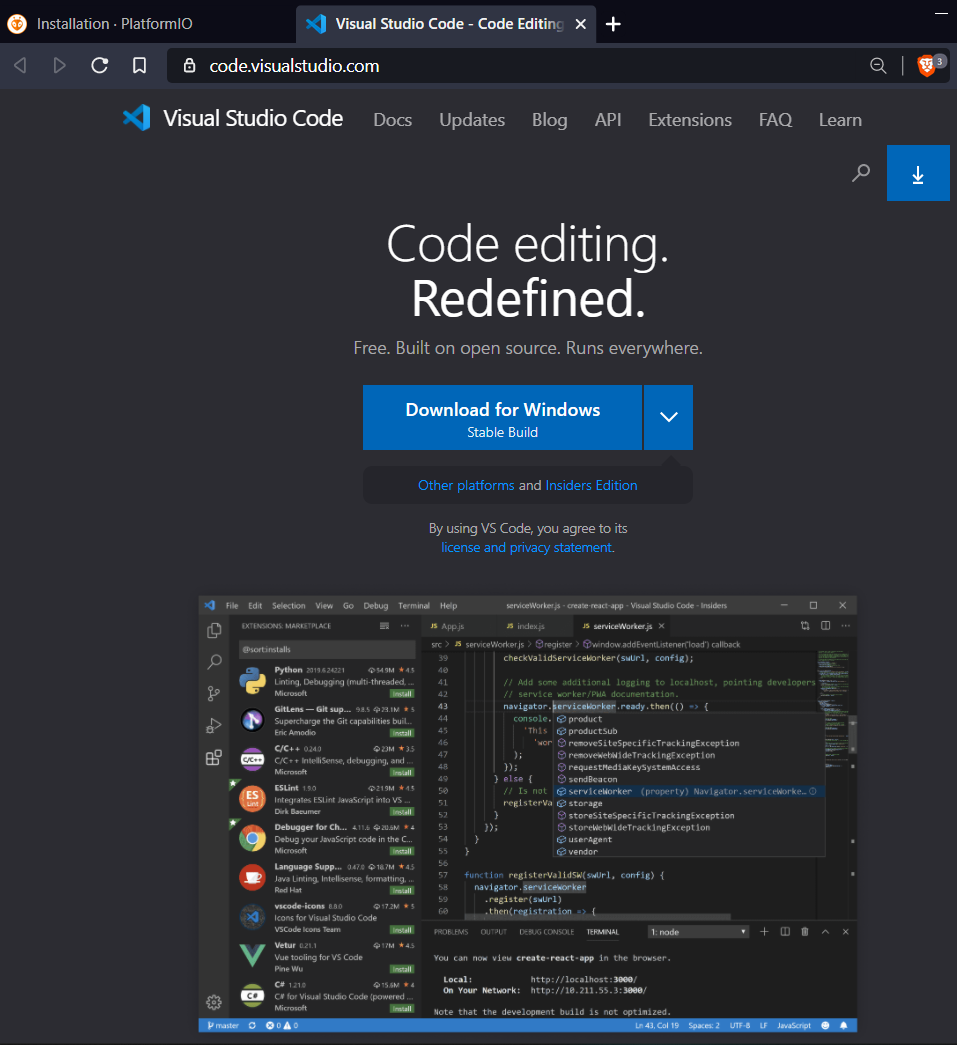 Installation · PlatformIO
Visual Studio Code - Code Editing
code.visualstudio.com
3
Visual Studio Code
Docs Updates Blog API Extensions FAQ Learn
Code editing.
Redefined.
Free. Built on open source. Runs everywhere.
Download for Windows
Stable Build
Other platforms and Insiders Edition
By using VS Code, you agree to its
license and privacy statement.
File Edit Selection View Go Debug Terminal Help
serviceWorker.js - create-react-app - Visual Studio Code - Insiders
EXTENSIONS: MARKETPLACE
@sort:installs
Python 2019.6.24221 54.9M 4.5
Linting, Debugging (multi-threaded, ...
Microsoft Install
GitLens — Git sup... 9.8.5 23.1M 5
Supercharge the Git capabilities buil...
Eric Amodio Install
C/C++ 0.24.0 23M 3.5
C/C++ IntelliSense, debugging, and ...
Microsoft Install
ESLint 1.9.0 21.9M 4.5
Integrates ESLint JavaScript into VS ...
Dirk Baeumer Install
Debugger for Ch... 4.11.6 20.6M 4
Debug your JavaScript code in the C...
Microsoft Install
Language Supp... 0.47.0 18.7M 4.5
Java Linting, Intellisense, formatting, ...
Red Hat Install
vscode-icons 8.8.0 17.2M 5
Icons for Visual Studio Code
VSCode Icons Team Install
Vetur 0.21.1 17M 4.5
Vue tooling for VS Code
Pine Wu Install
C# 1.21.0 15.6M 4
C# for Visual Studio Code (powered ...
Microsoft Install
JS App.js JS index.js JS serviceWorker.js
src > JS serviceWorker.js > register > window.addEventListener('load') callback
39 checkValidServiceWorker(swUrl, config);
40
41 // Add some additional logging to localhost, pointing developers
42 // service worker/PWA documentation.
43 navigator.serviceWorker.ready.then(() => {
44 console.
45 'This
46 'wor
47 );
48 });
49 } else {
50 // Is not
51 registerVa
52 }
53 });
54 }
55 }
56
57 function registerValidSW(swUrl, config) {
58 navigator.serviceWorker
59 .register(swUrl)
60 .then(registration => {
product
productSub
removeSiteSpecificTrackingException
removeWebWideTrackingException
requestMediaKeySystemAccess
sendBeacon
serviceWorker (property) Navigator.serviceWorke...
storage
storeSiteSpecificTrackingException
storeWebWideTrackingException
userAgent
vendor
PROBLEMS OUTPUT DEBUG CONSOLE TERMINAL 1: node
You can now view create-react-app in the browser.
Local: http://localhost:3000/
On Your Network: http://10.211.55.3:3000/
Note that the development build is not optimized.
master 0 0 Ln 43, Col 19 Spaces: 2 UTF-8 LF JavaScript